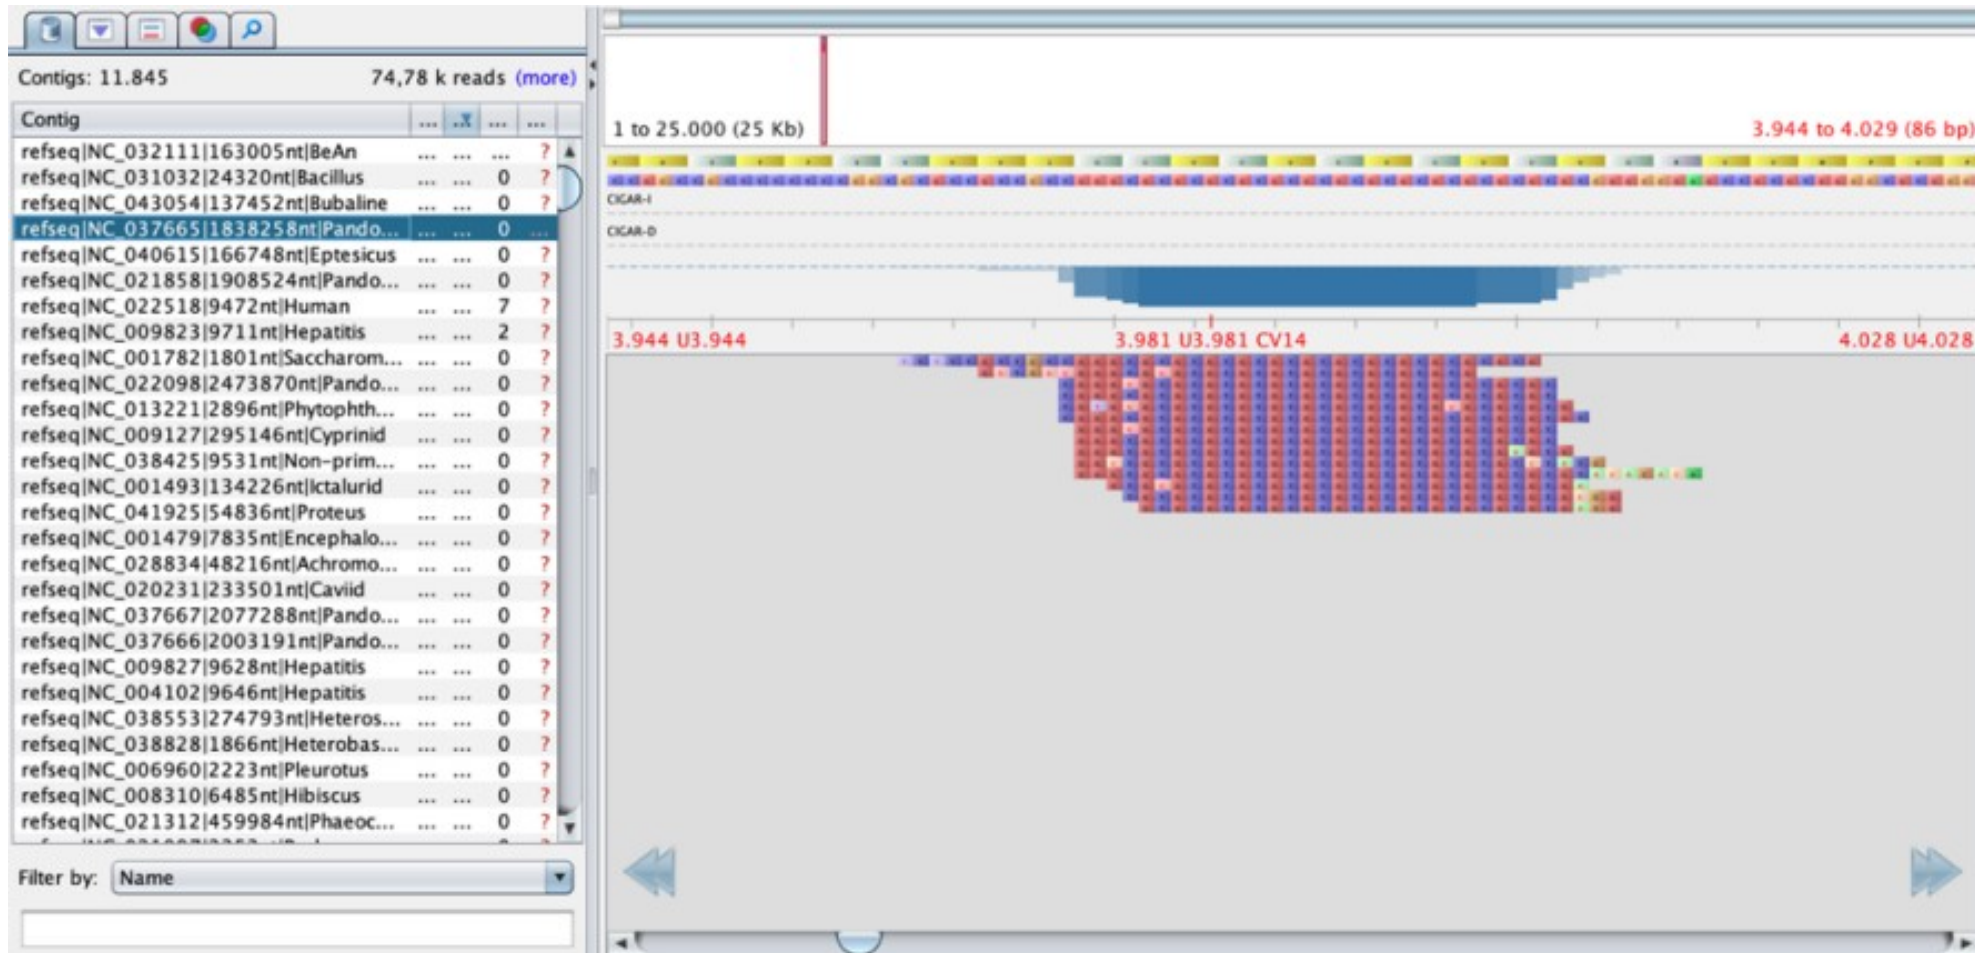 Contigs: 11.845 74,78 k reads (more)
Contig ... ... ... ...
refseq|NC_032111|163005nt|BeAn ... ... ... ?
refseq|NC_031032|24320nt|Bacillus ... ... 0 ?
refseq|NC_043054|137452nt|Bubaline ... ... 0 ?
refseq|NC_037665|1838258nt|Pando... ... ... 0 ...
refseq|NC_040615|166748nt|Eptesicus ... ... 0 ?
refseq|NC_021858|1908524nt|Pando... ... ... 0 ?
refseq|NC_022518|9472nt|Human ... ... 7 ?
refseq|NC_009823|9711nt|Hepatitis ... ... 2 ?
refseq|NC_001782|1801nt|Saccharom... ... ... 0 ?
refseq|NC_022098|2473870nt|Pando... ... ... 0 ?
refseq|NC_013221|2896nt|Phytophth... ... ... 0 ?
refseq|NC_009127|295146nt|Cyprinid ... ... 0 ?
refseq|NC_038425|9531nt|Non-prim... ... ... 0 ?
refseq|NC_001493|134226nt|Ictalurid ... ... 0 ?
refseq|NC_041925|54836nt|Proteus ... ... 0 ?
refseq|NC_001479|7835nt|Encephalo... ... ... 0 ?
refseq|NC_028834|48216nt|Achromo... ... ... 0 ?
refseq|NC_020231|233501nt|Caviid ... ... 0 ?
refseq|NC_037667|2077288nt|Pando... ... ... 0 ?
refseq|NC_037666|2003191nt|Pando... ... ... 0 ?
refseq|NC_009827|9628nt|Hepatitis ... ... 0 ?
refseq|NC_004102|9646nt|Hepatitis ... ... 0 ?
refseq|NC_038553|274793nt|Heteros... ... ... 0 ?
refseq|NC_038828|1866nt|Heterobas... ... ... 0 ?
refseq|NC_006960|2223nt|Pleurotus ... ... 0 ?
refseq|NC_008310|6485nt|Hibiscus ... ... 0 ?
refseq|NC_021312|459984nt|Phaeoc... ... ... 0 ?
Filter by: Name
1 to 25.000 (25 Kb) 3.944 to 4.029 (86 bp)
CIGAR-I
CIGAR-D
3.944 U3.944 3.981 U3.981 CV14 4.028 U4.028